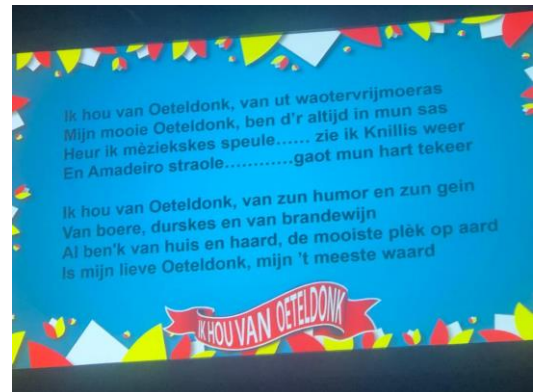 Ik hou van Oeteldonk, van ut waotervrijmoeras
Mijn mooie Oeteldonk, ben d'r altijd in mun sas
Heur ik mèziekskes speule...... zie ik Knillis weer
En Amadeiro straole............gaot mun hart tekeer
Ik hou van Oeteldonk, van zun humor en zun gein
Van boere, durskes en van brandewijn
Al ben'k van huis en haard, de mooiste plèk op aard
Is mijn lieve Oeteldonk, mijn 't meeste waard
IK HOU VAN OETELDONK